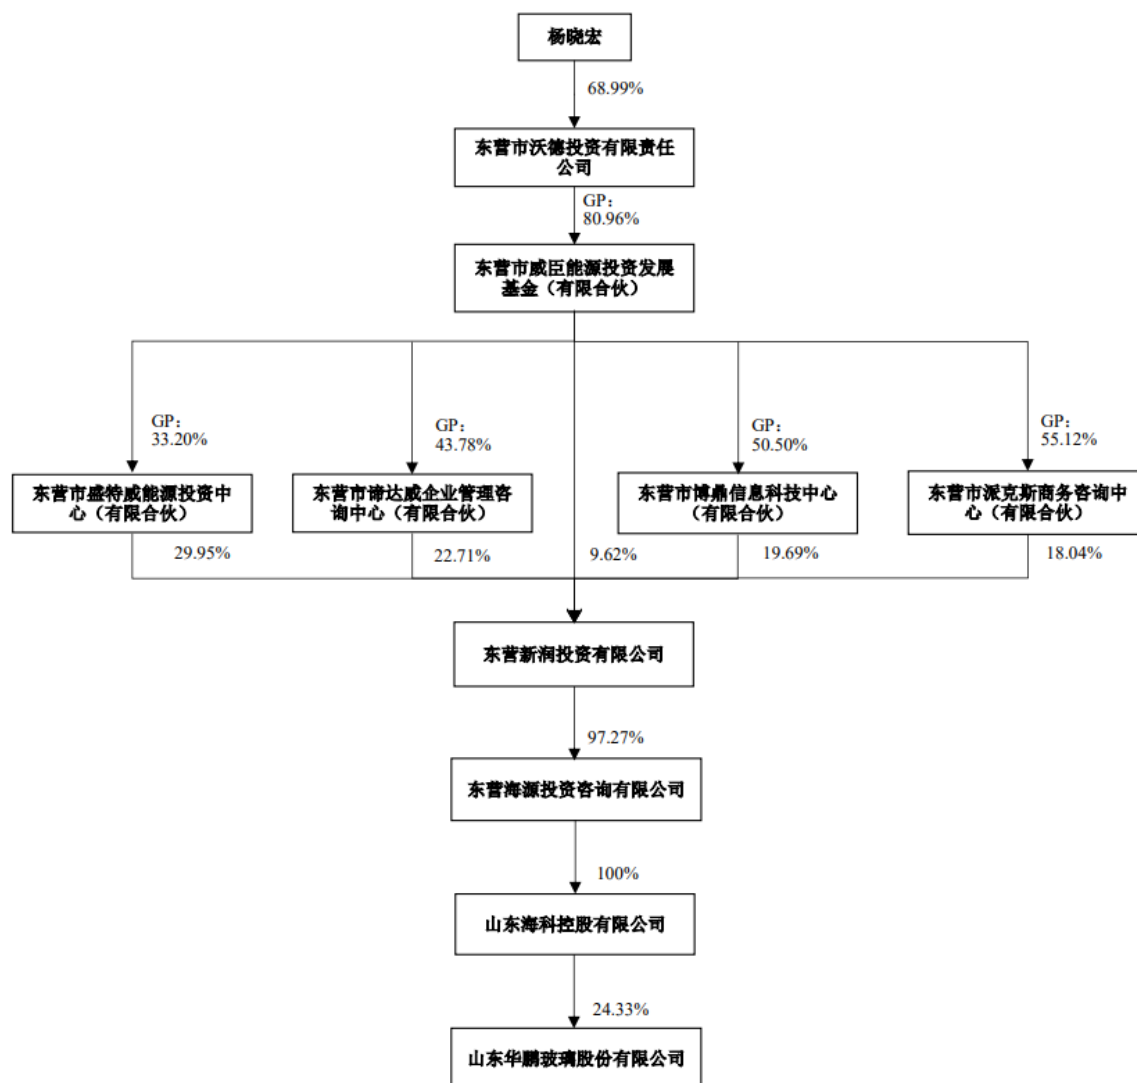 杨晓宏
68.99%
东营市沃德投资有限责任
公司
GP：
80.96%
东营市威臣能源投资发展
基金（有限合伙）
GP：
33.20%
GP：
43.78%
GP：
50.50%
GP：
55.12%
东营市盛特威能源投资中
心（有限合伙）
东营市谛达威企业管理咨
询中心（有限合伙）
东营市博鼎信息科技中心
（有限合伙）
东营市派克斯商务咨询中
心（有限合伙）
29.95%
22.71%
9.62%
19.69%
18.04%
东营新润投资有限公司
97.27%
东营海源投资咨询有限公司
100%
山东海科控股有限公司
24.33%
山东华鹏玻璃股份有限公司